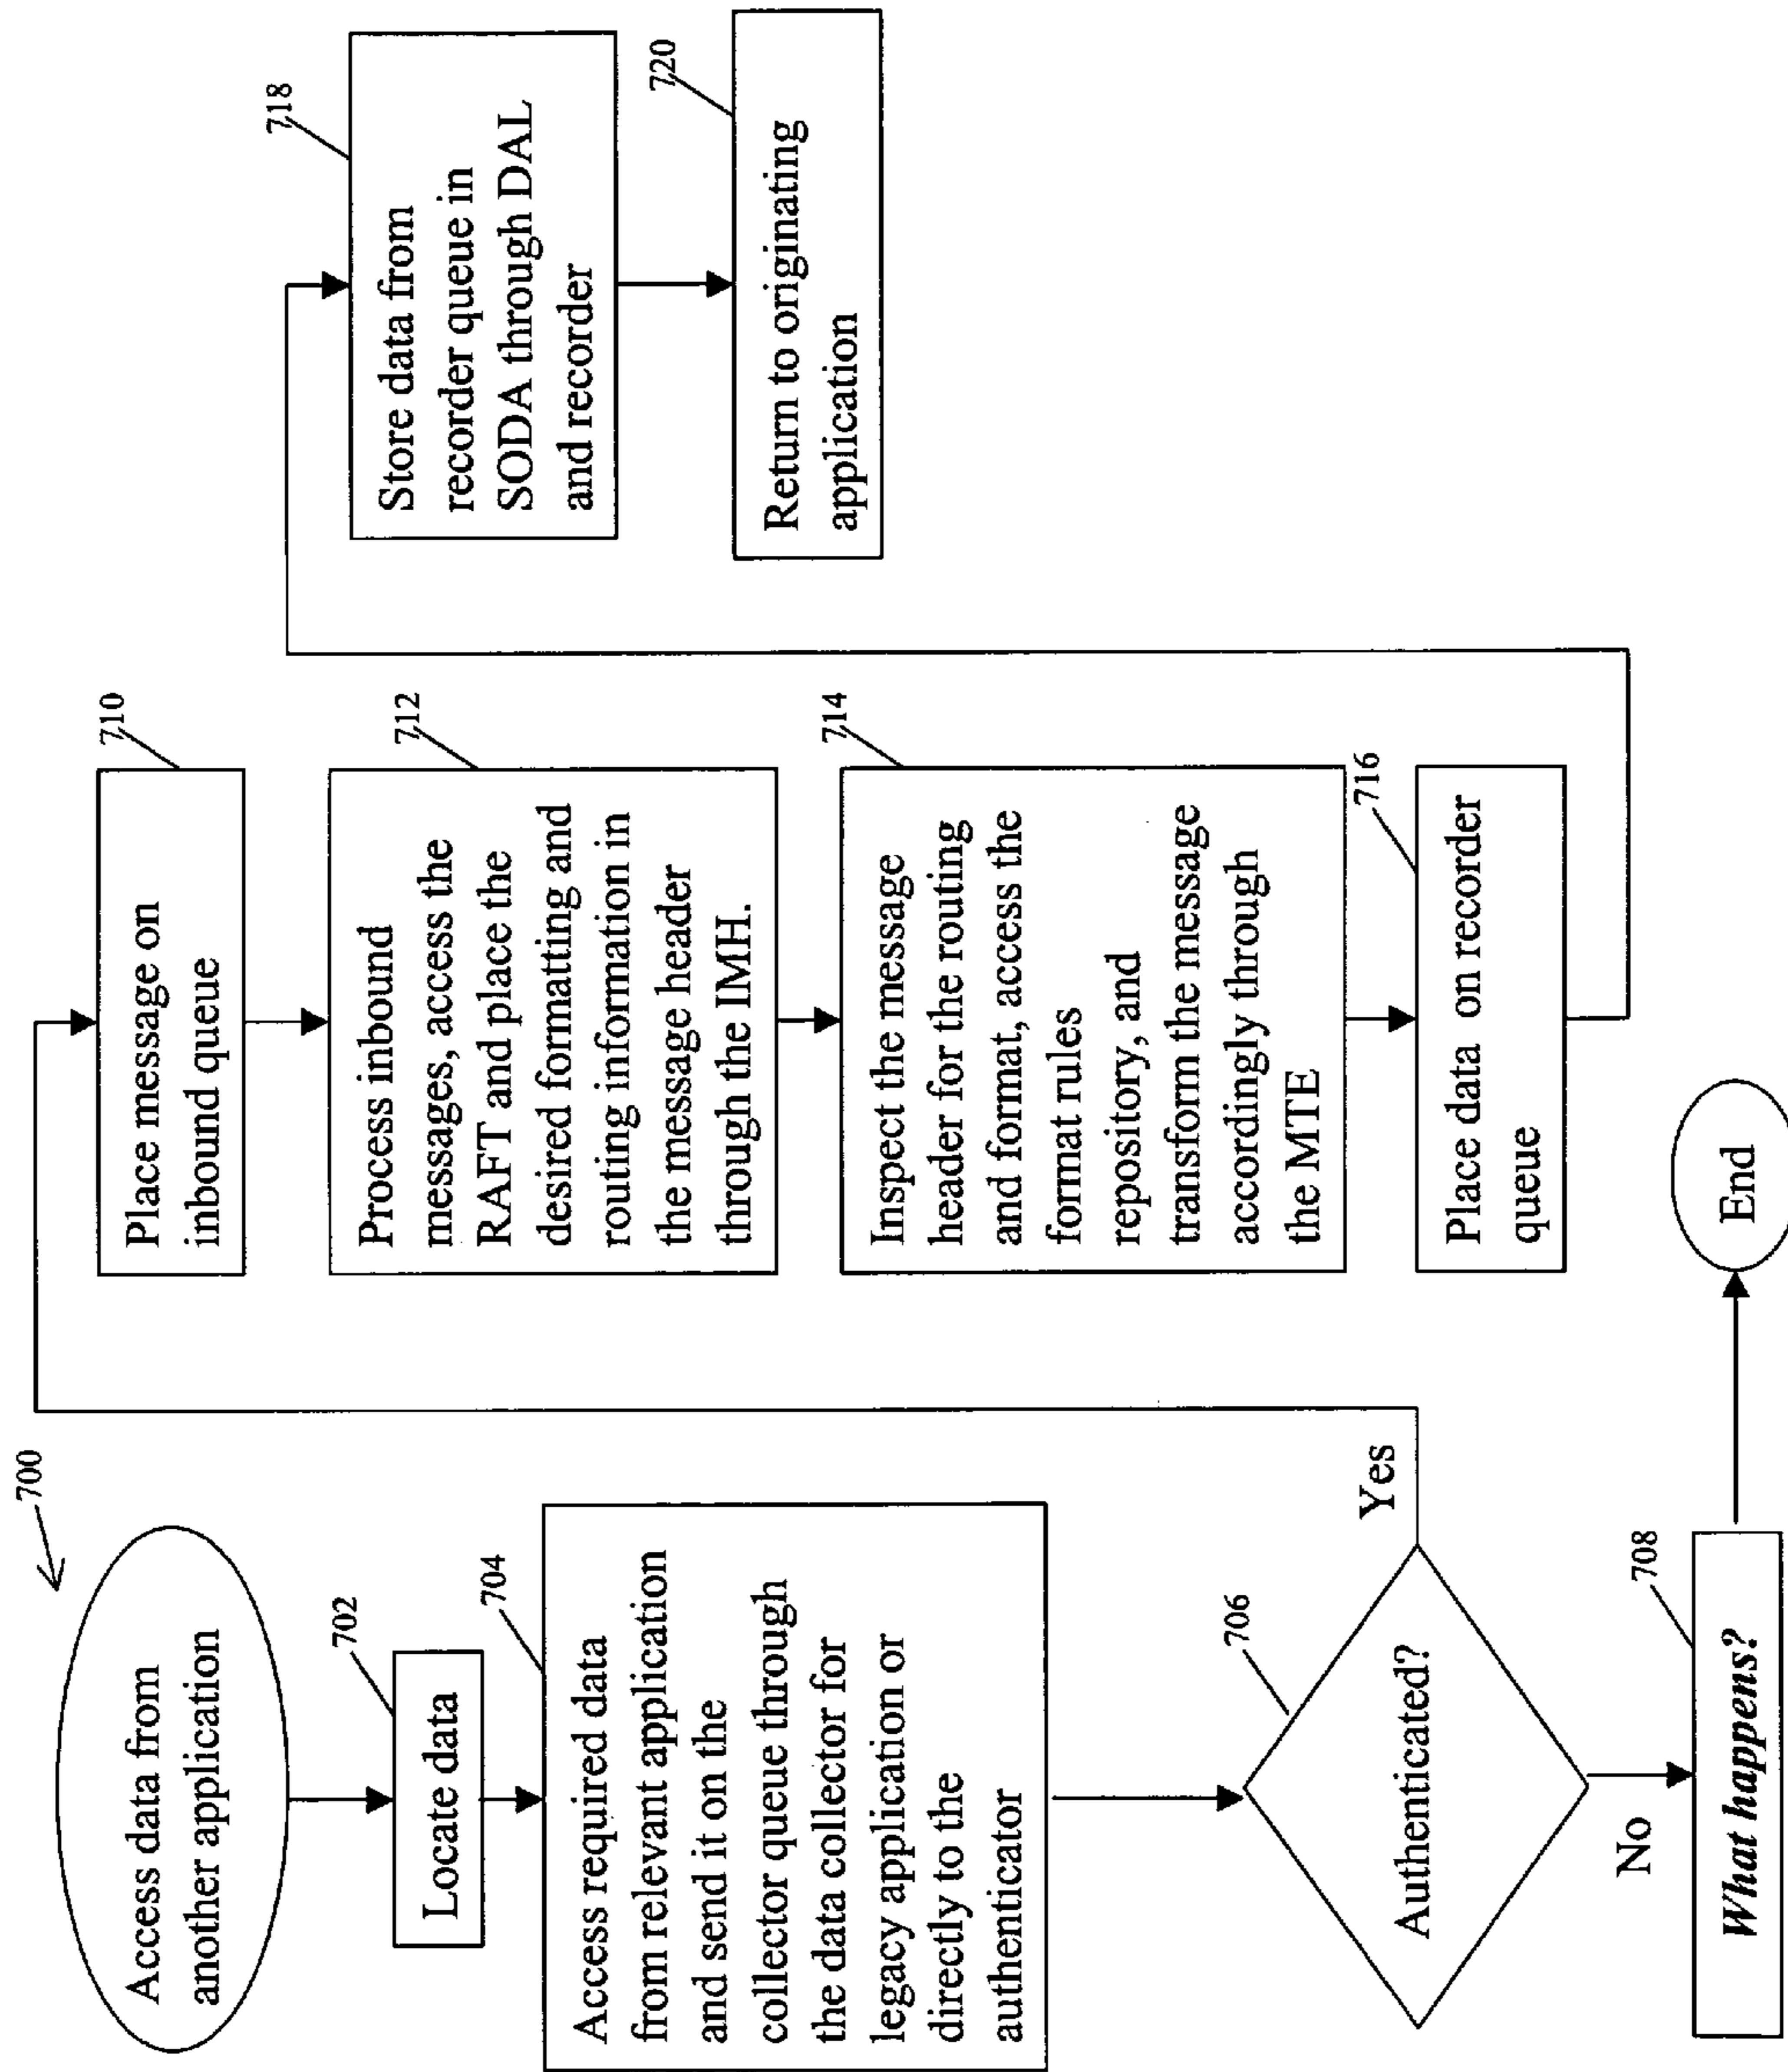 700
Access data from
another application
702
Locate data
704
Access required data
from relevant application
and send it on the
collector queue through
the data collector for
legacy application or
directly to the
authenticator
706
Authenticated?
Yes
No
708
What happens?
End
710
Place message on
inbound queue
712
Process inbound
messages, access the
RAFT and place the
desired formatting and
routing information in
the message header
through the IMH.
714
Inspect the message
header for the routing
and format, access the
format rules
repository, and
transform the message
accordingly through
the MTE
716
Place data on recorder
queue
718
Store data from
recorder queue in
SODA through DAL
and recorder
720
Return to originating
application